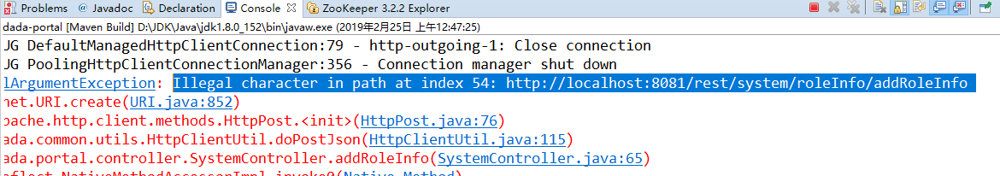 Problems @ Javadoc Declaration Console ZooKeeper 3.2.2 Explorer
dada-portal [Maven Build] D:\JDK\Java\jdk1.8.0_152\bin\javaw.exe (2019年2月25日 上午12:47:25)
UG DefaultManagedHttpClientConnection:79 - http-outgoing-1: Close connection
UG PoolingHttpClientConnectionManager:356 - Connection manager shut down
lArgumentException: Illegal character in path at index 54: http://localhost:8081/rest/system/roleInfo/addRoleInfo
net.URI.create(URI.java:852)
pache.http.client.methods.HttpPost.<init>(HttpPost.java:76)
ada.common.utils.HttpClientUtil.doPostJson(HttpClientUtil.java:115)
ada.portal.controller.SystemController.addRoleInfo(SystemController.java:65)
eflect.NativeMethodAccessorImpl.invoke0(Native Method)